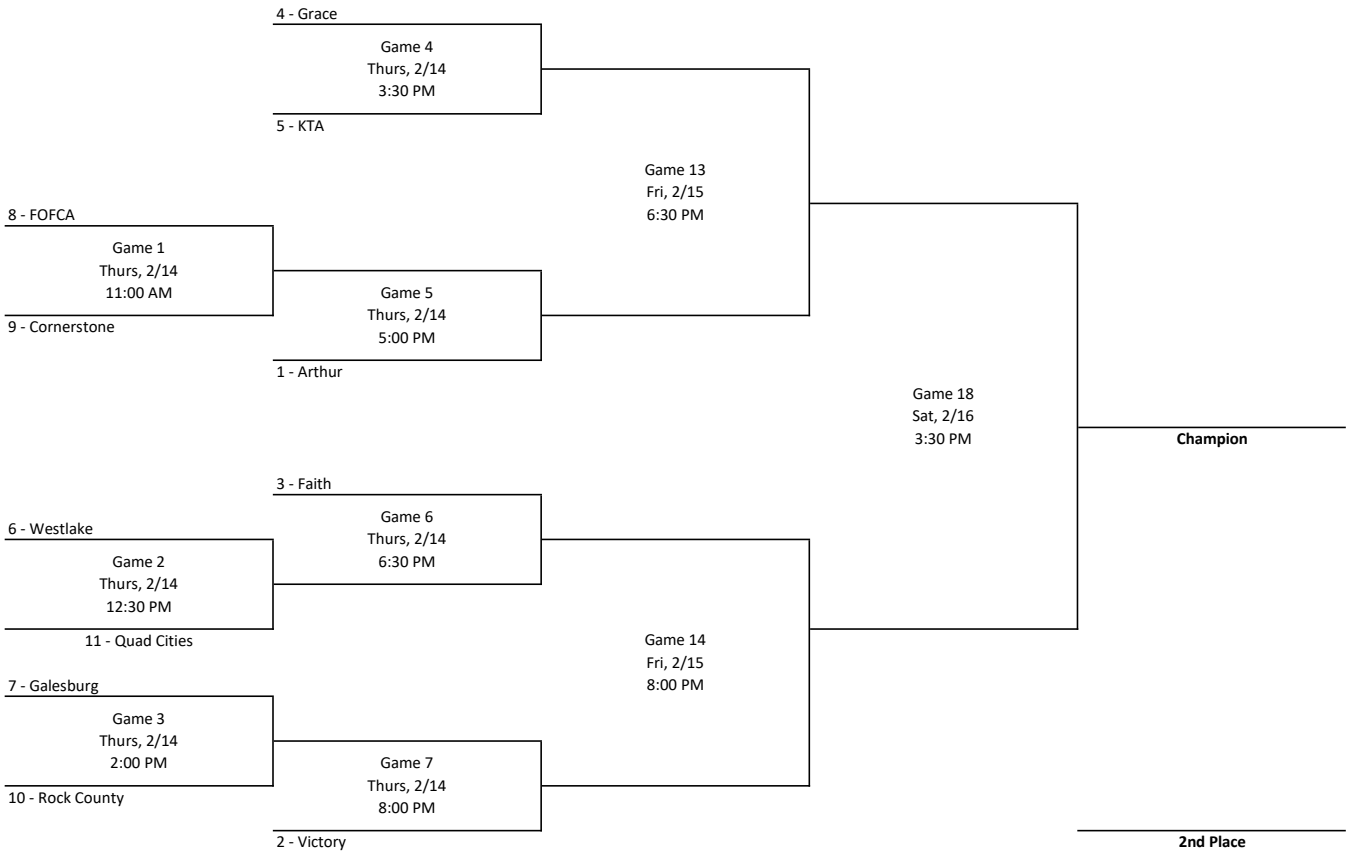 4 - Grace
Game 4
Thurs, 2/14
3:30 PM
5 - KTA
Game 13
Fri, 2/15
6:30 PM
8 - FOFCA
Game 1
Thurs, 2/14
11:00 AM
9 - Cornerstone
Game 5
Thurs, 2/14
5:00 PM
1 - Arthur
Game 18
Sat, 2/16
3:30 PM
Champion
3 - Faith
Game 6
Thurs, 2/14
6:30 PM
6 - Westlake
Game 2
Thurs, 2/14
12:30 PM
11 - Quad Cities
Game 14
Fri, 2/15
8:00 PM
7 - Galesburg
Game 3
Thurs, 2/14
2:00 PM
10 - Rock County
Game 7
Thurs, 2/14
8:00 PM
2 - Victory
2nd Place